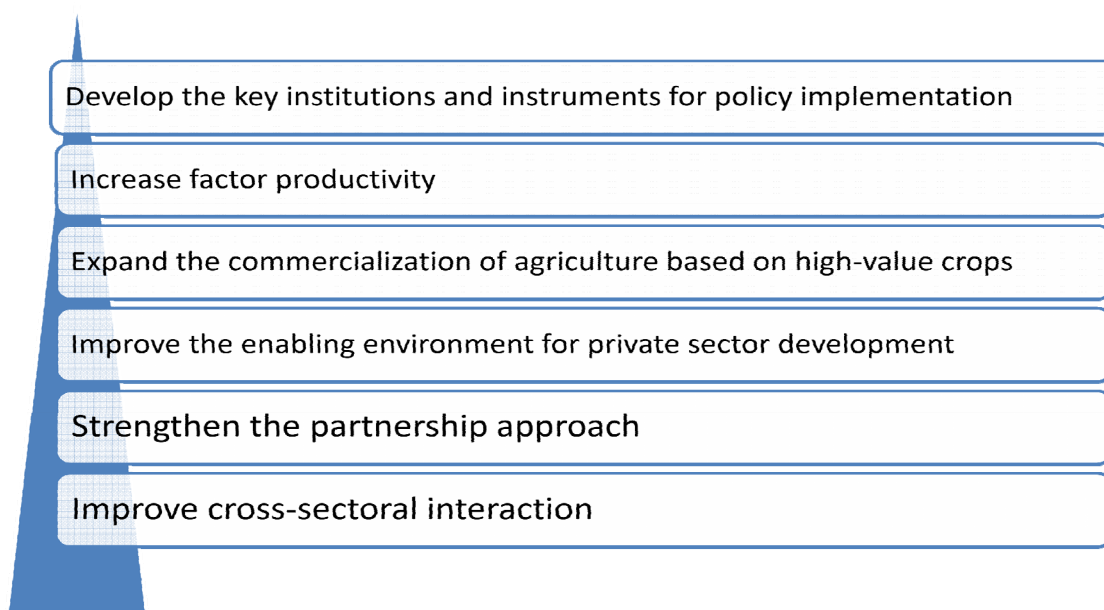 Develop the key institutions and instruments for policy implementation
Increase factor productivity
Expand the commercialization of agriculture based on high-value crops
Improve the enabling environment for private sector development
Strengthen the partnership approach
Improve cross-sectoral interaction